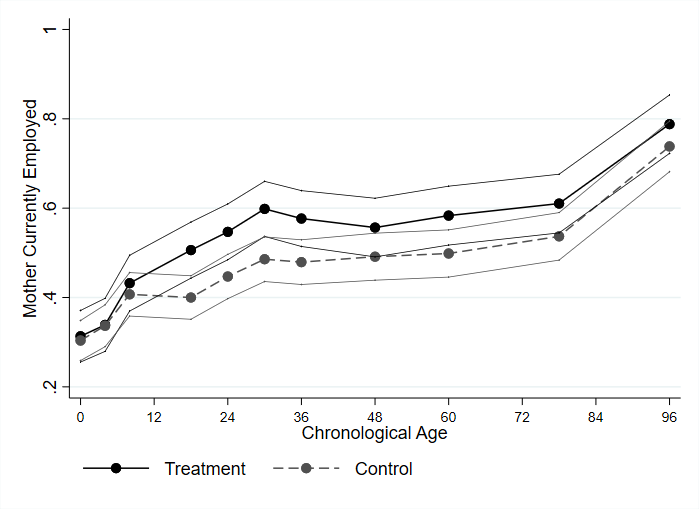 Mother Currently Employed
1
.8
.6
.4
.2
0 12 24 36 48 60 72 84 96
Chronological Age
Treatment Control